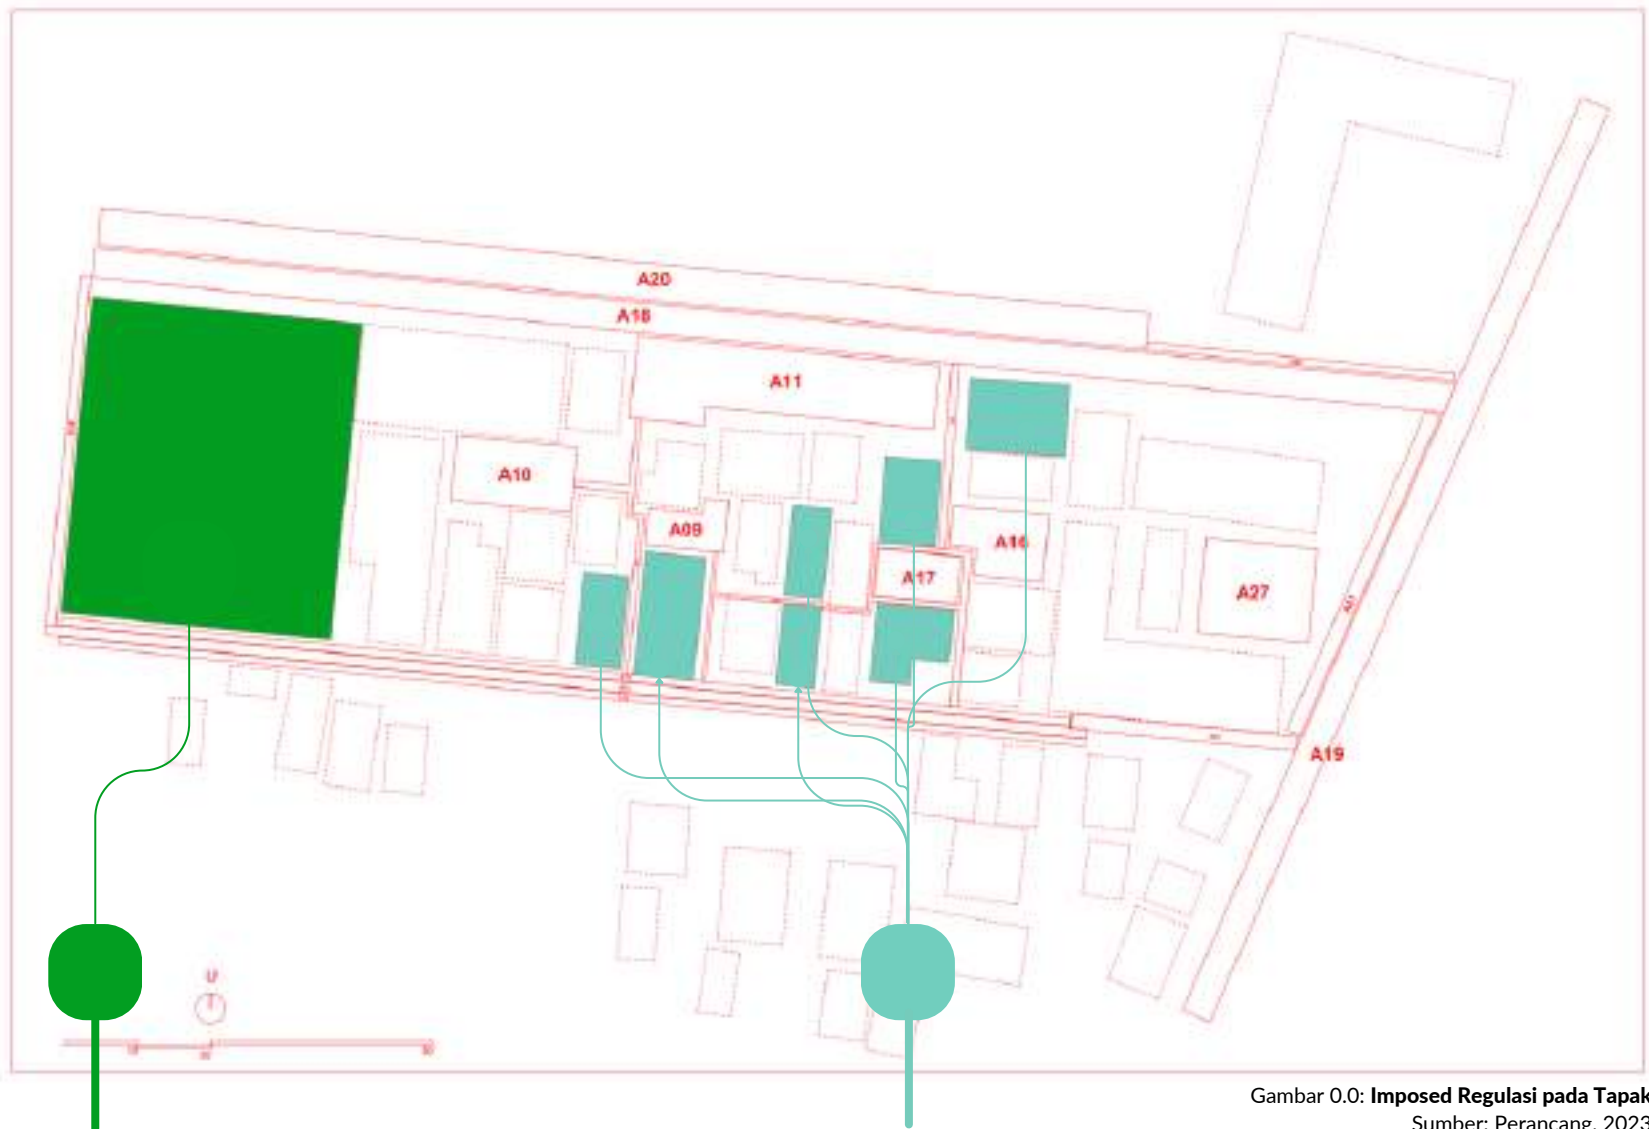 A20
A18
A11
A10
A09
A16
A17
A27
A19
U
Gambar 0.0: Imposed Regulasi pada Tapak
Sumber: Perancang, 2023